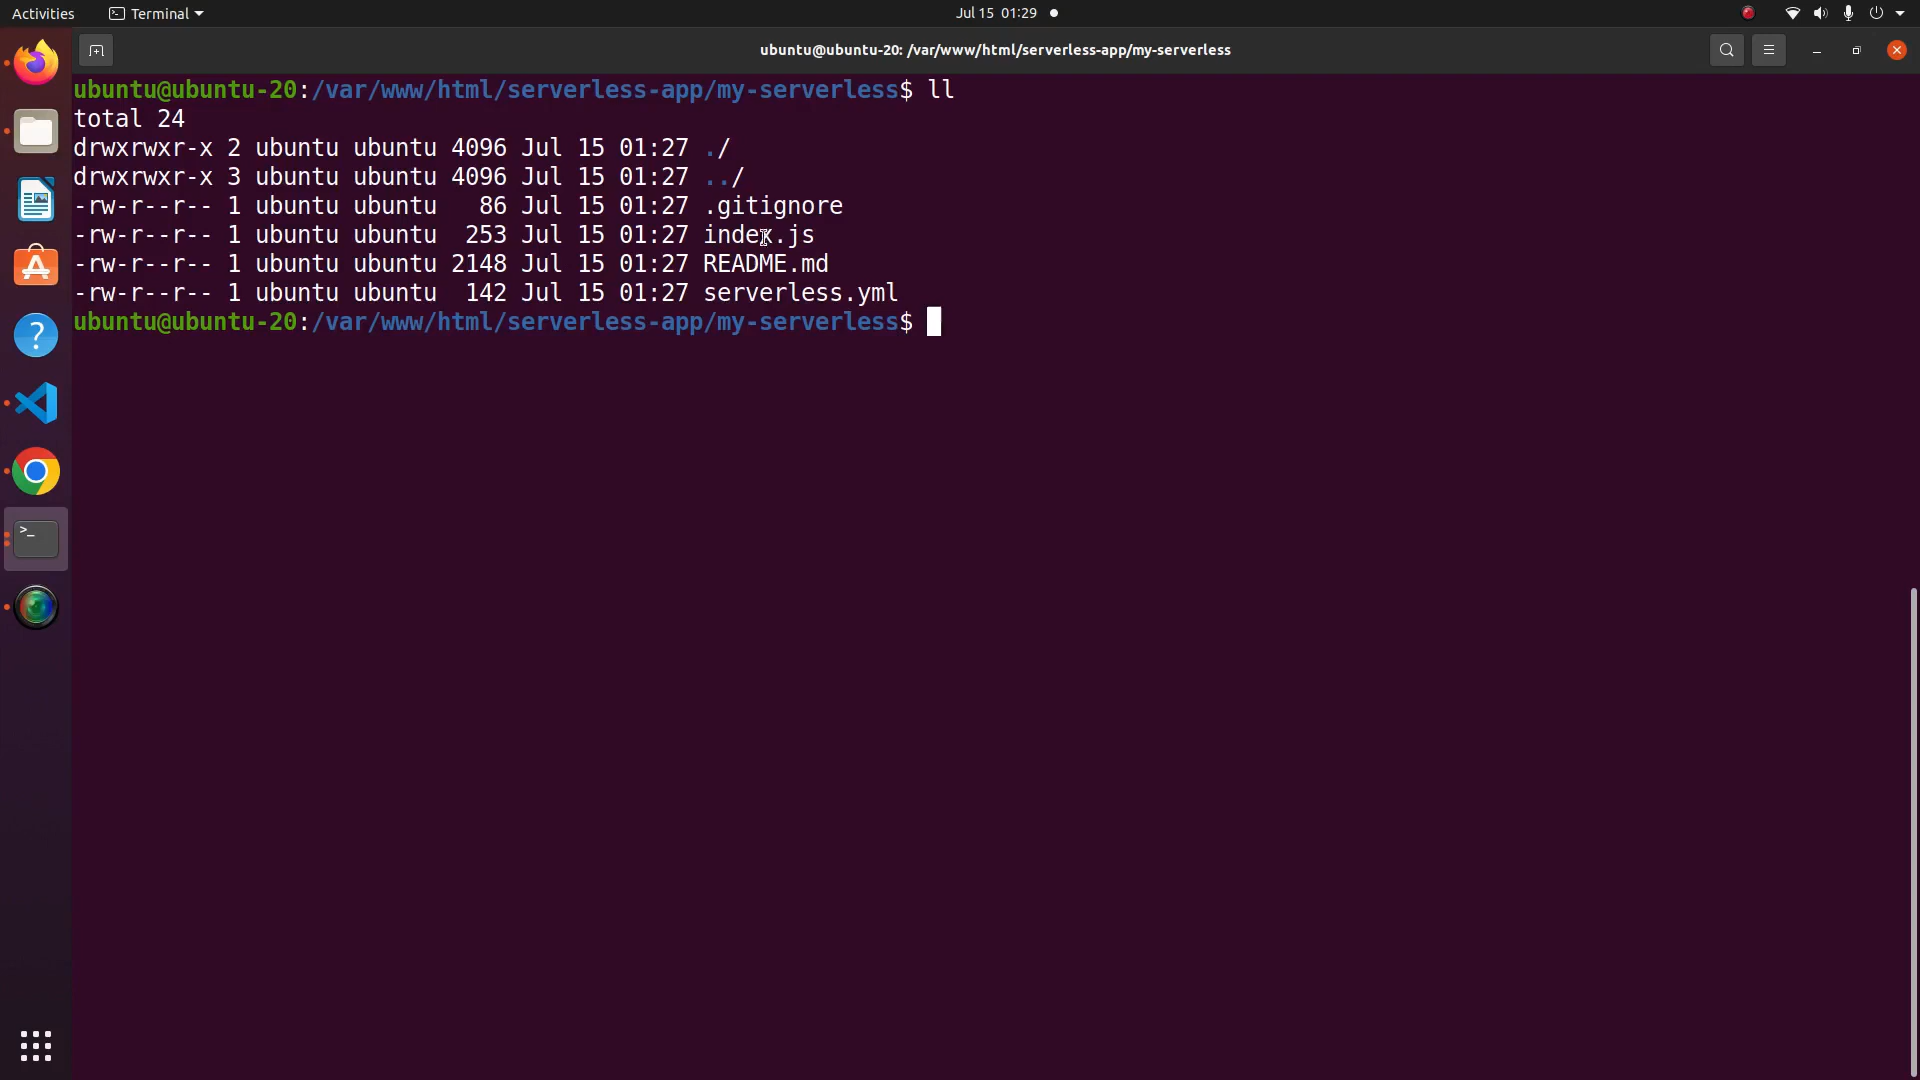 Activities Terminal Jul 15 01:29
ubuntu@ubuntu-20: /var/www/html/serverless-app/my-serverless
ubuntu@ubuntu-20:/var/www/html/serverless-app/my-serverless$ ll
total 24
drwxrwxr-x 2 ubuntu ubuntu 4096 Jul 15 01:27 ./
drwxrwxr-x 3 ubuntu ubuntu 4096 Jul 15 01:27 ../
-rw-r--r-- 1 ubuntu ubuntu   86 Jul 15 01:27 .gitignore
-rw-r--r-- 1 ubuntu ubuntu  253 Jul 15 01:27 index.js
-rw-r--r-- 1 ubuntu ubuntu 2148 Jul 15 01:27 README.md
-rw-r--r-- 1 ubuntu ubuntu  142 Jul 15 01:27 serverless.yml
ubuntu@ubuntu-20:/var/www/html/serverless-app/my-serverless$